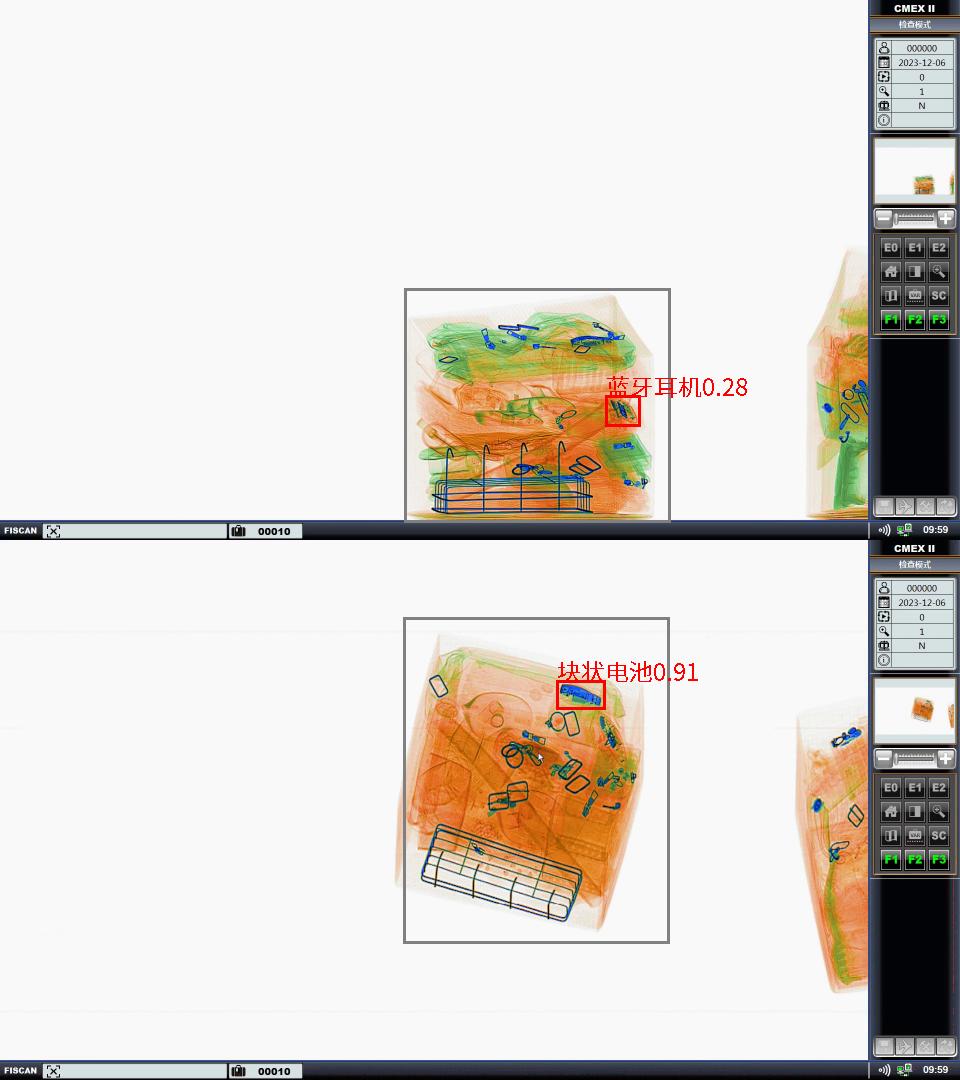 CMEX II
检查模式
000000
2023-12-06
0
1
N
E0 E1 E2
SC
F1 F2 F3
蓝牙耳机0.28
FISCAN
00010
09:59
CMEX II
检查模式
000000
2023-12-06
0
1
N
E0 E1 E2
VAR
SC
F1 F2 F3
块状电池0.91
FISCAN
00010
09:59